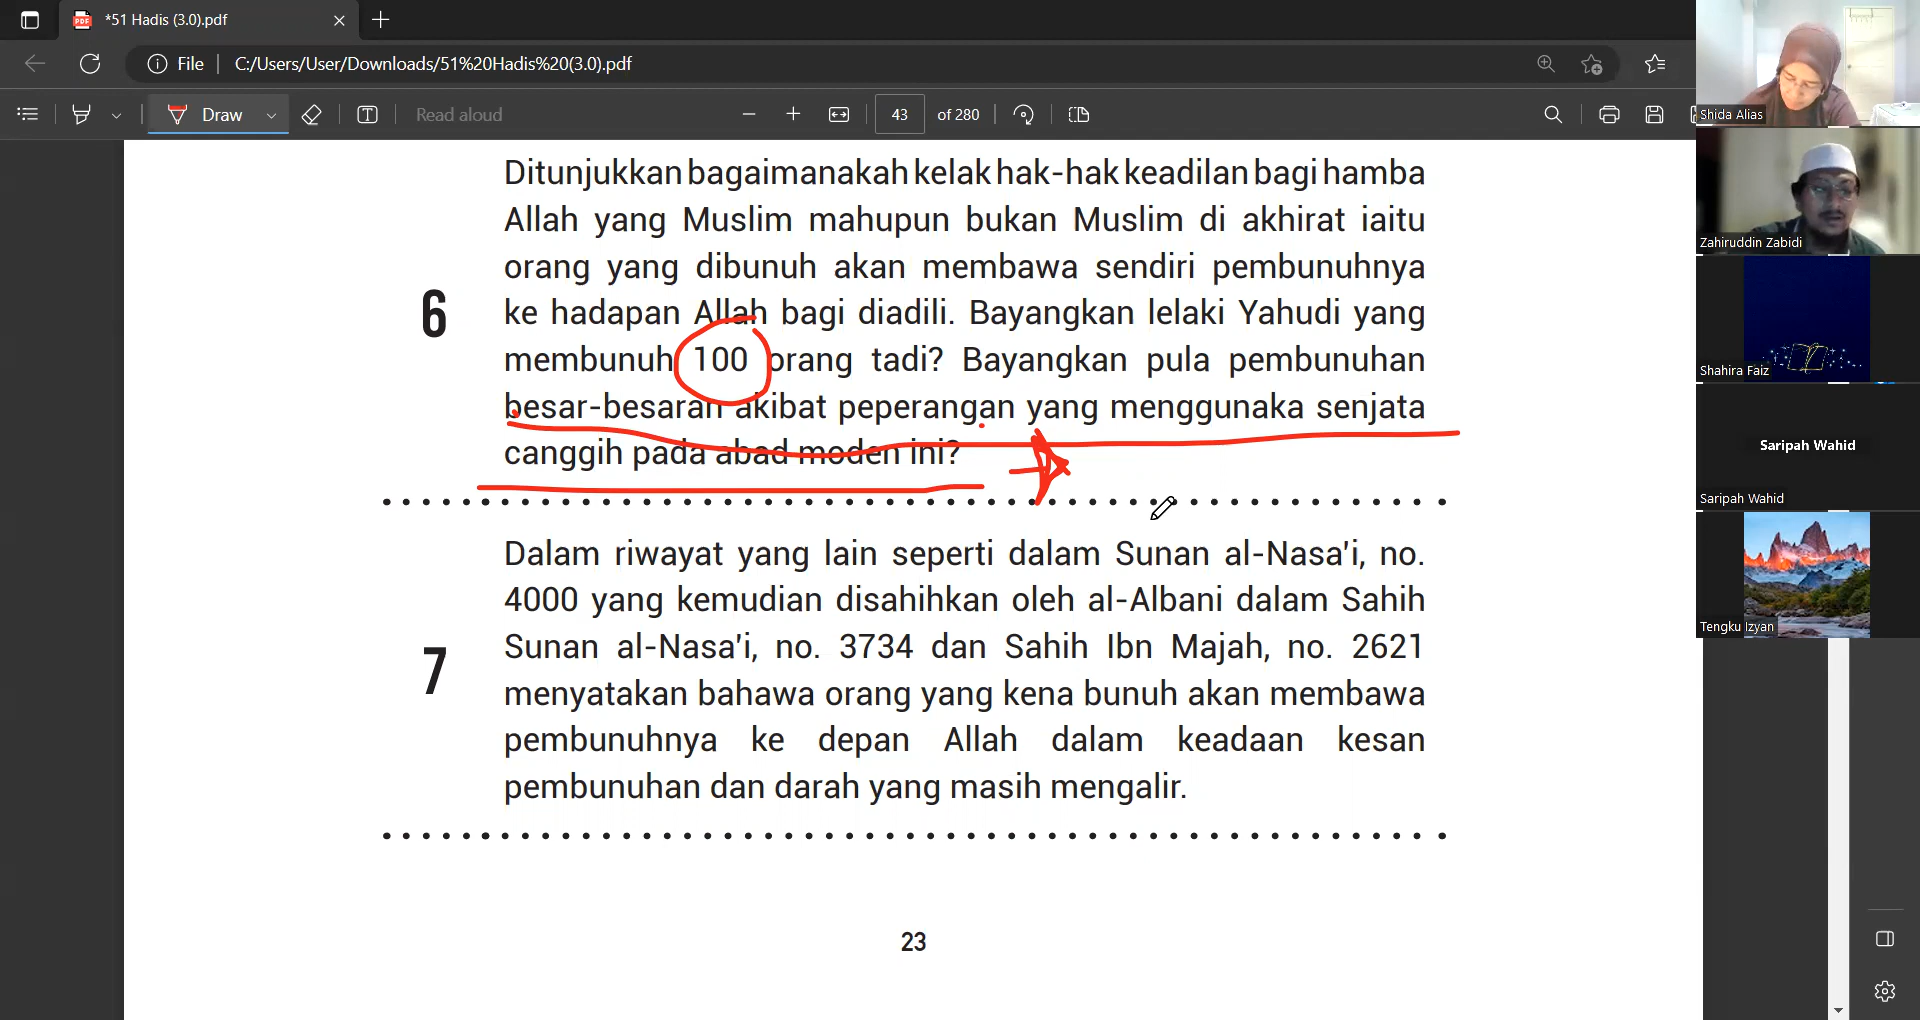 *51 Hadis (3.0).pdf
File
C:/Users/User/Downloads/51%20Hadis%20(3.0).pdf
Draw
Read aloud
43
of 280
Ditunjukkan bagaimanakah kelak hak-hak keadilan bagi hamba
Allah yang Muslim mahupun bukan Muslim di akhirat iaitu
orang yang dibunuh akan membawa sendiri pembunuhnya
6
ke hadapan Allah bagi diadili. Bayangkan lelaki Yahudi yang
membunuh 100 orang tadi? Bayangkan pula pembunuhan
besar-besaran akibat peperangan yang menggunaka senjata
canggih pada abad moden ini?
Dalam riwayat yang lain seperti dalam Sunan al-Nasa'i, no.
4000 yang kemudian disahihkan oleh al-Albani dalam Sahih
Sunan al-Nasa'i, no. 3734 dan Sahih Ibn Majah, no. 2621
7
menyatakan bahawa orang yang kena bunuh akan membawa
pembunuhnya ke depan Allah dalam keadaan kesan
pembunuhan dan darah yang masih mengalir.
23
Shida Alias
Zahiruddin Zabidi
Shahira Faiz
Saripah Wahid
Saripah Wahid
Tengku Izyan